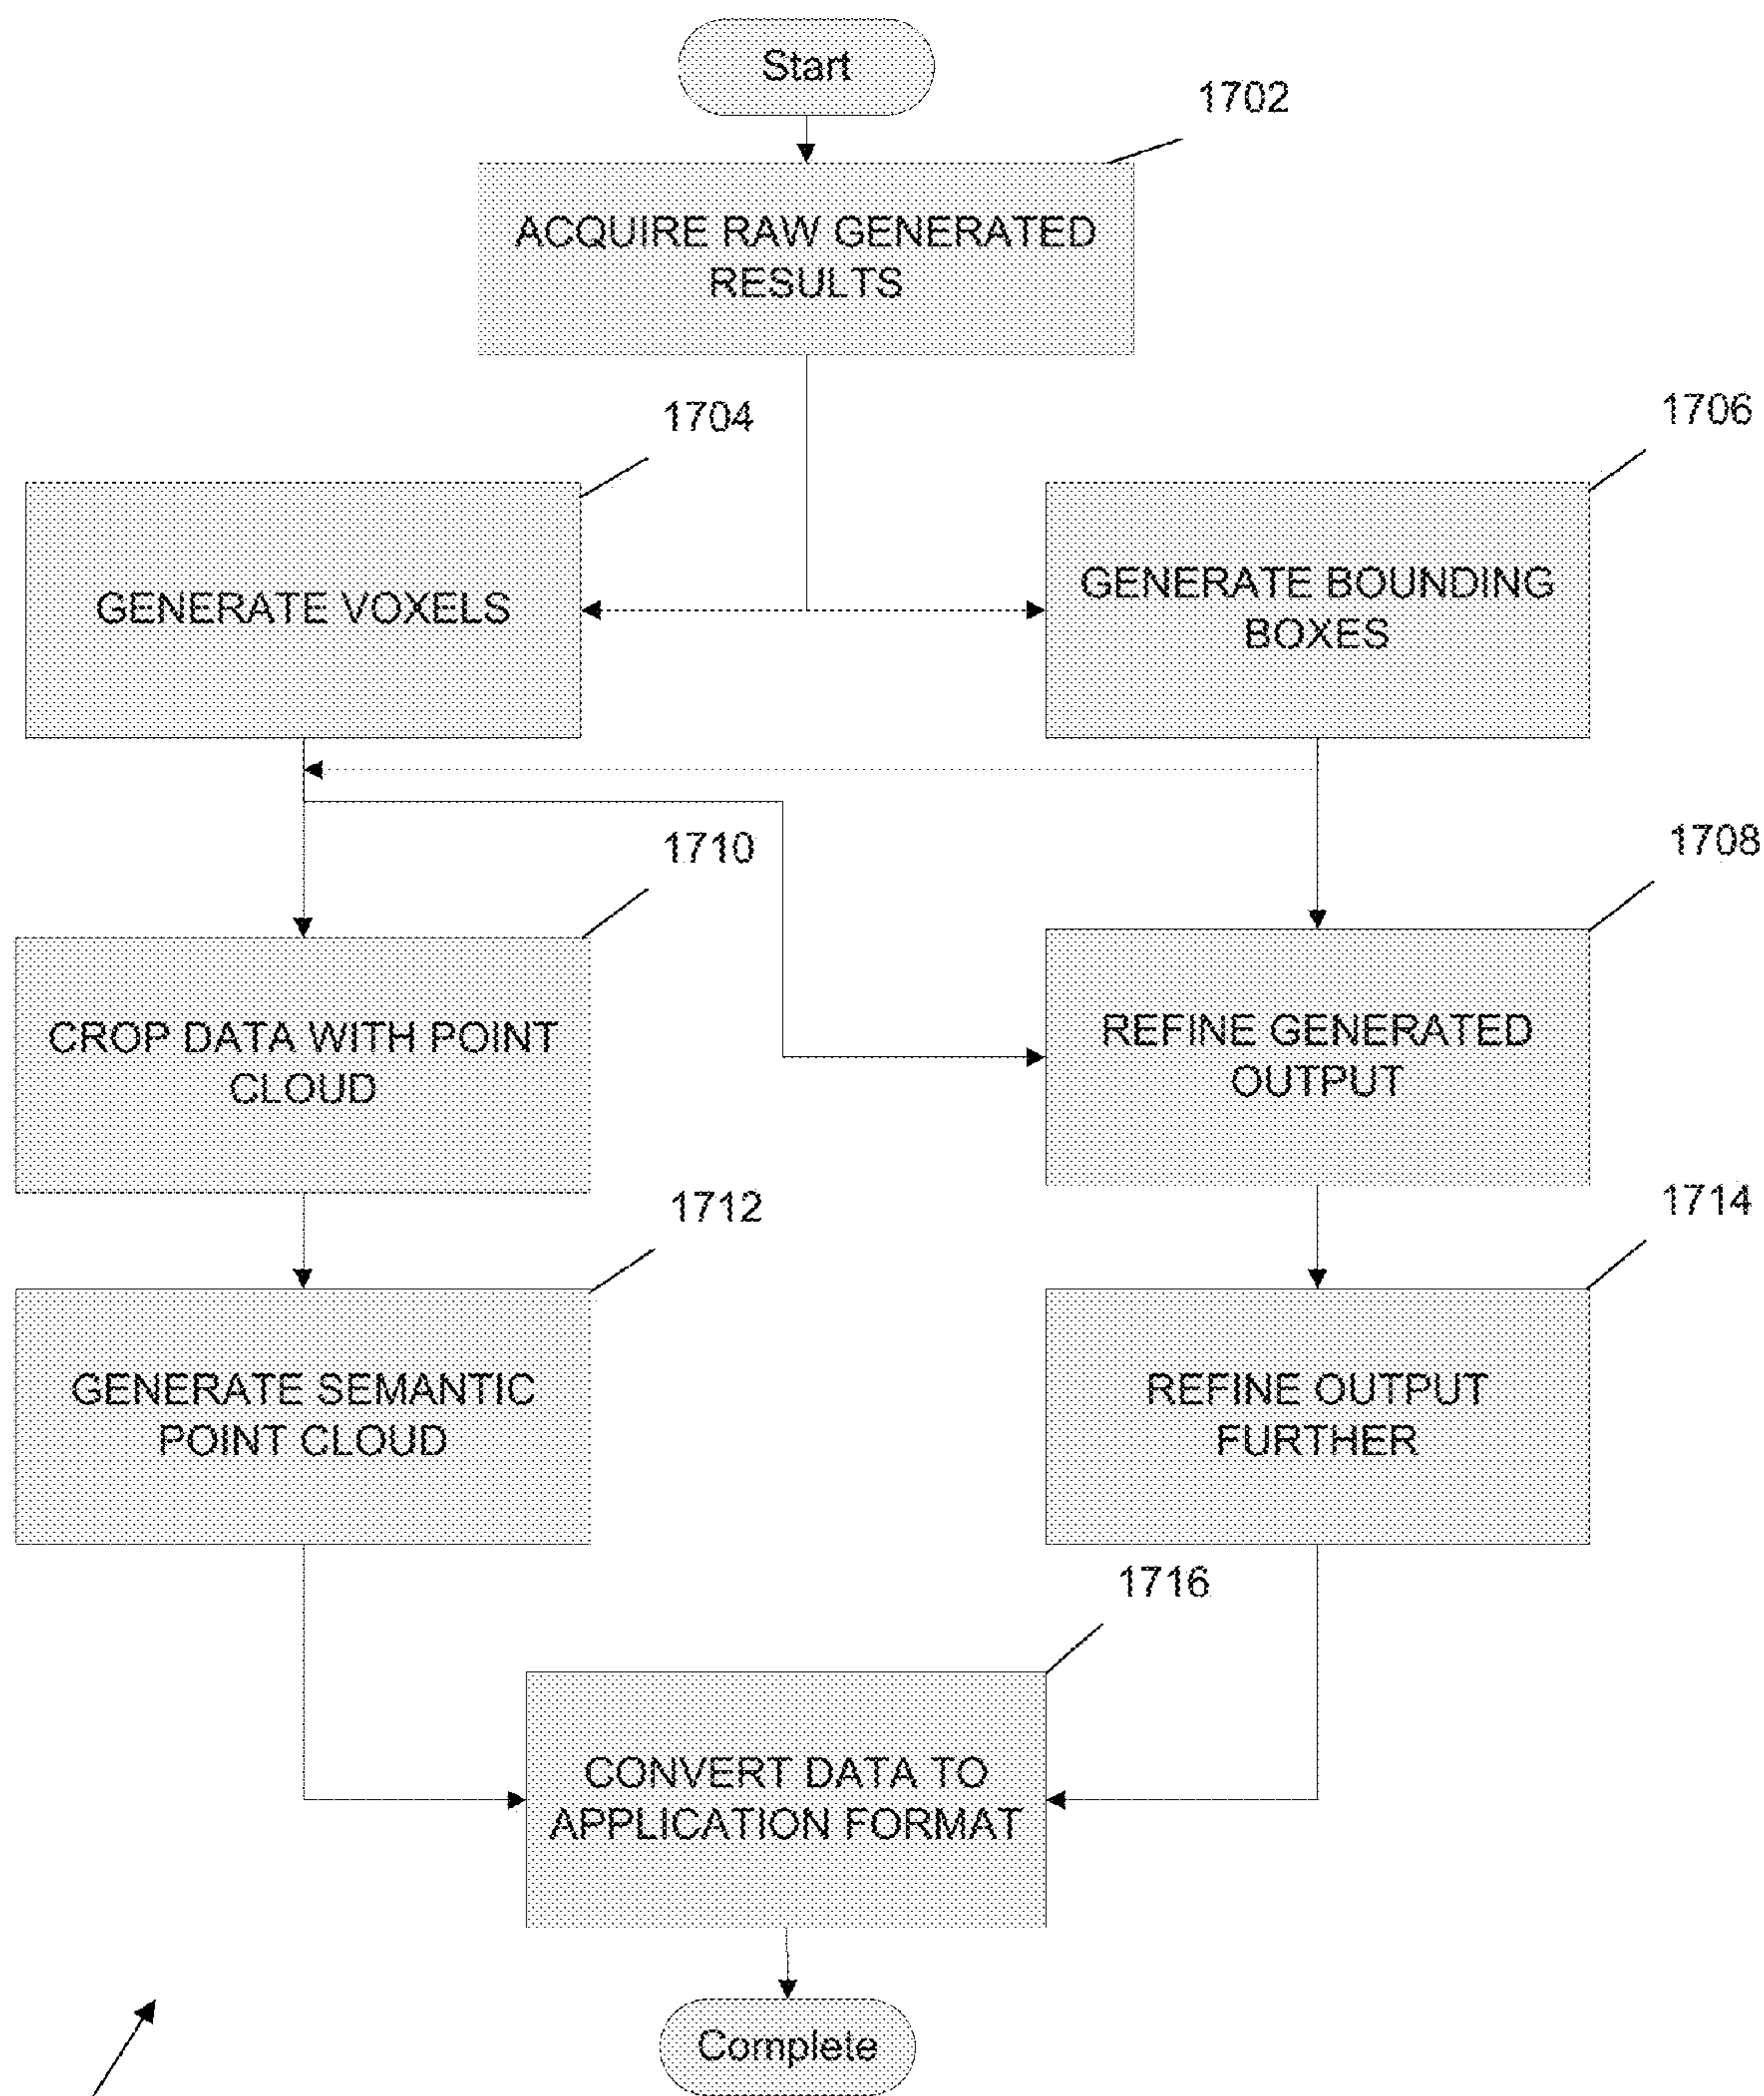 Start
1702
ACQUIRE RAW GENERATED
RESULTS
1704
1706
GENERATE VOXELS
GENERATE BOUNDING
BOXES
1710
1708
CROP DATA WITH POINT
CLOUD
REFINE GENERATED
OUTPUT
1712
1714
GENERATE SEMANTIC
POINT CLOUD
REFINE OUTPUT
FURTHER
1716
CONVERT DATA TO
APPLICATION FORMAT
Complete